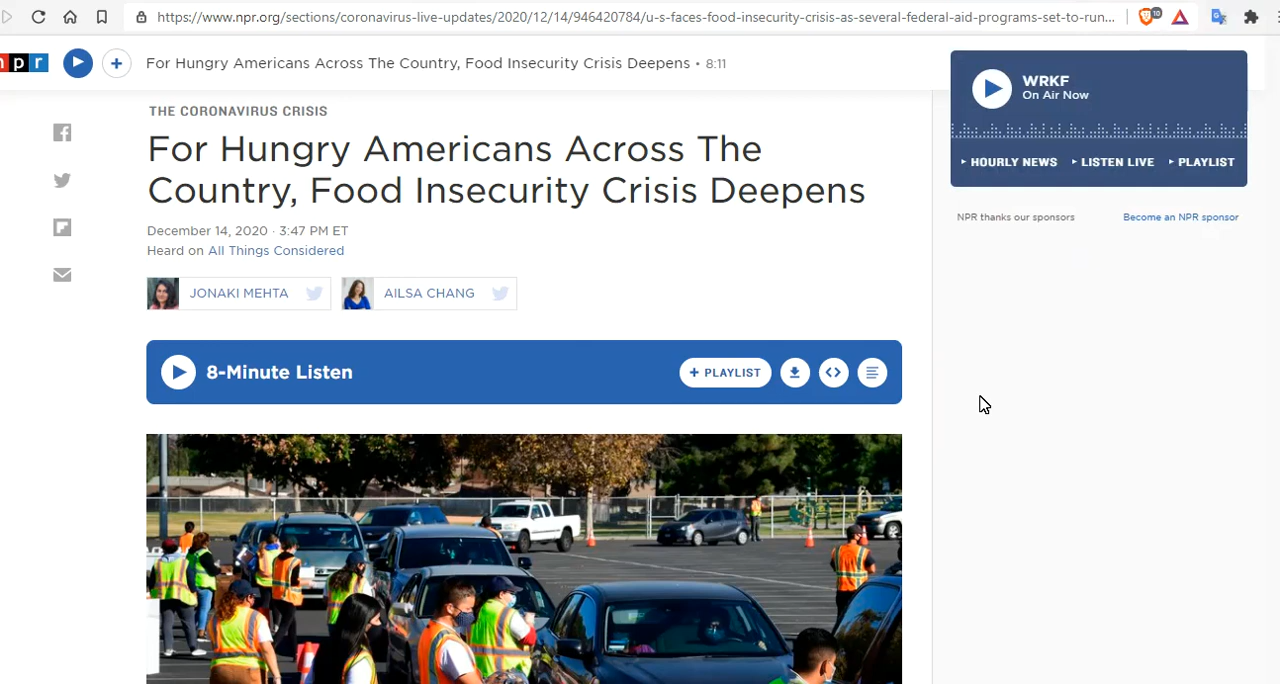 https://www.npr.org/sections/coronavirus-live-updates/2020/12/14/946420784/u-s-faces-food-insecurity-crisis-as-several-federal-aid-programs-set-to-run...
10
n p r
For Hungry Americans Across The Country, Food Insecurity Crisis Deepens • 8:11
WRKF
On Air Now
HOURLY NEWS LISTEN LIVE PLAYLIST
NPR thanks our sponsors Become an NPR sponsor
THE CORONAVIRUS CRISIS
For Hungry Americans Across The
Country, Food Insecurity Crisis Deepens
December 14, 2020 · 3:47 PM ET
Heard on All Things Considered
JONAKI MEHTA AILSA CHANG
8-Minute Listen
+ PLAYLIST